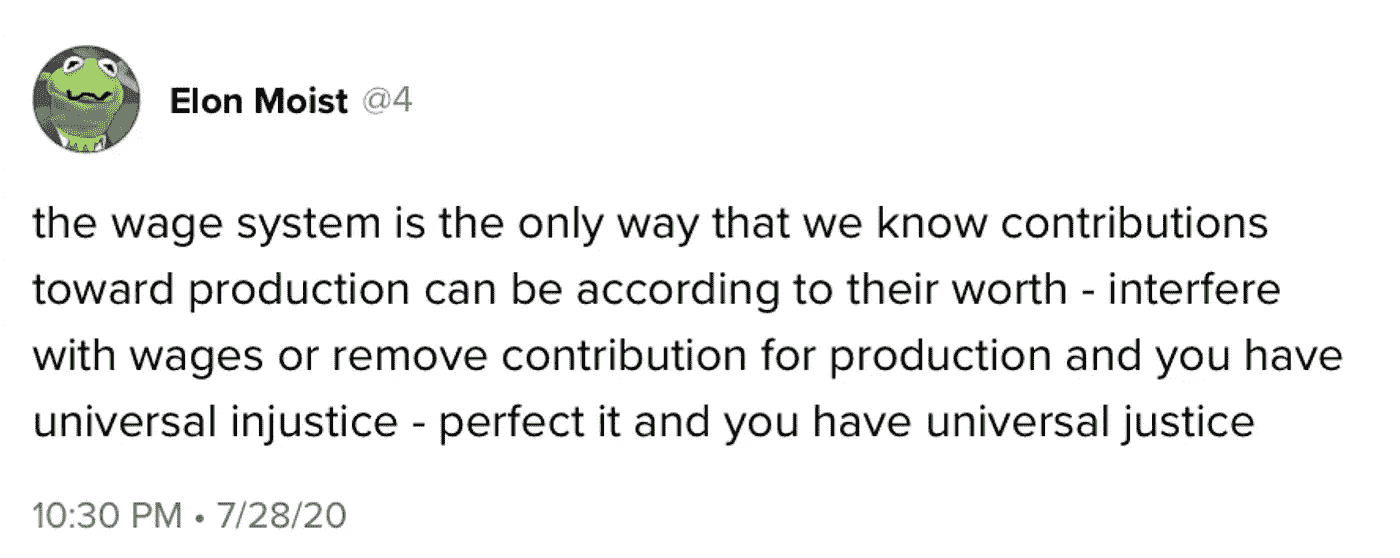 Elon Moist @4
the wage system is the only way that we know contributions
toward production can be according to their worth - interfere
with wages or remove contribution for production and you have
universal injustice - perfect it and you have universal justice
10:30 PM • 7/28/20